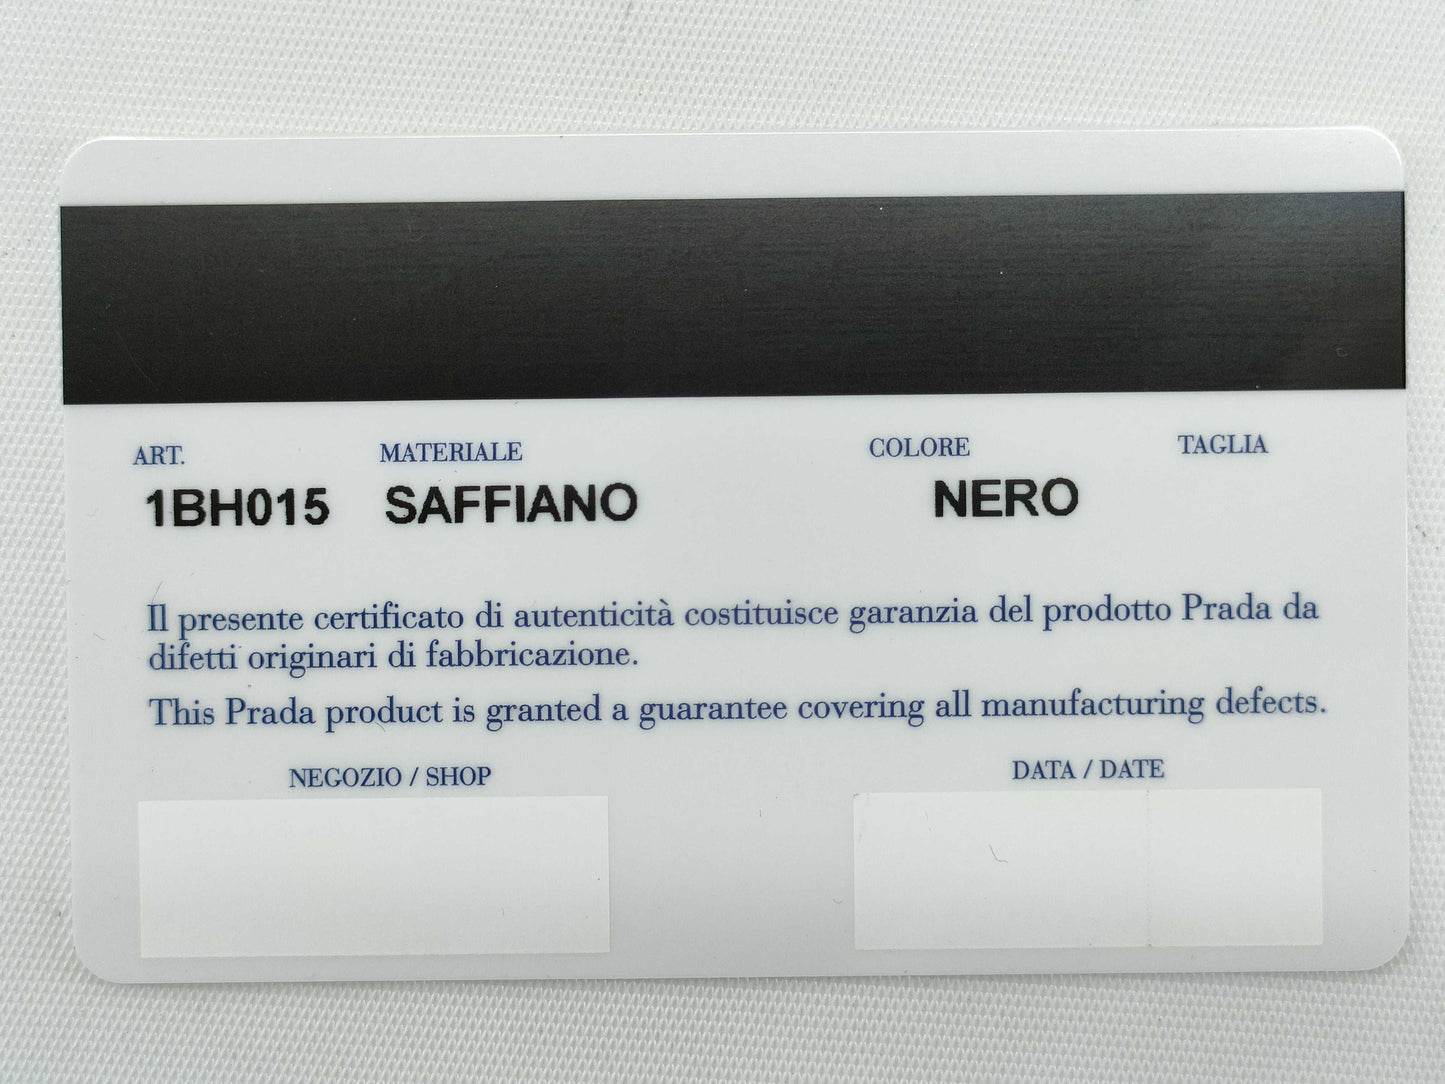 ART. MATERIALE COLORE TAGLIA
1BH015 SAFFIANO NERO
Il presente certificato di autenticità costituisce garanzia del prodotto Prada da
difetti originari di fabbricazione.
This Prada product is granted a guarantee covering all manufacturing defects.
NEGOZIO / SHOP DATA / DATE